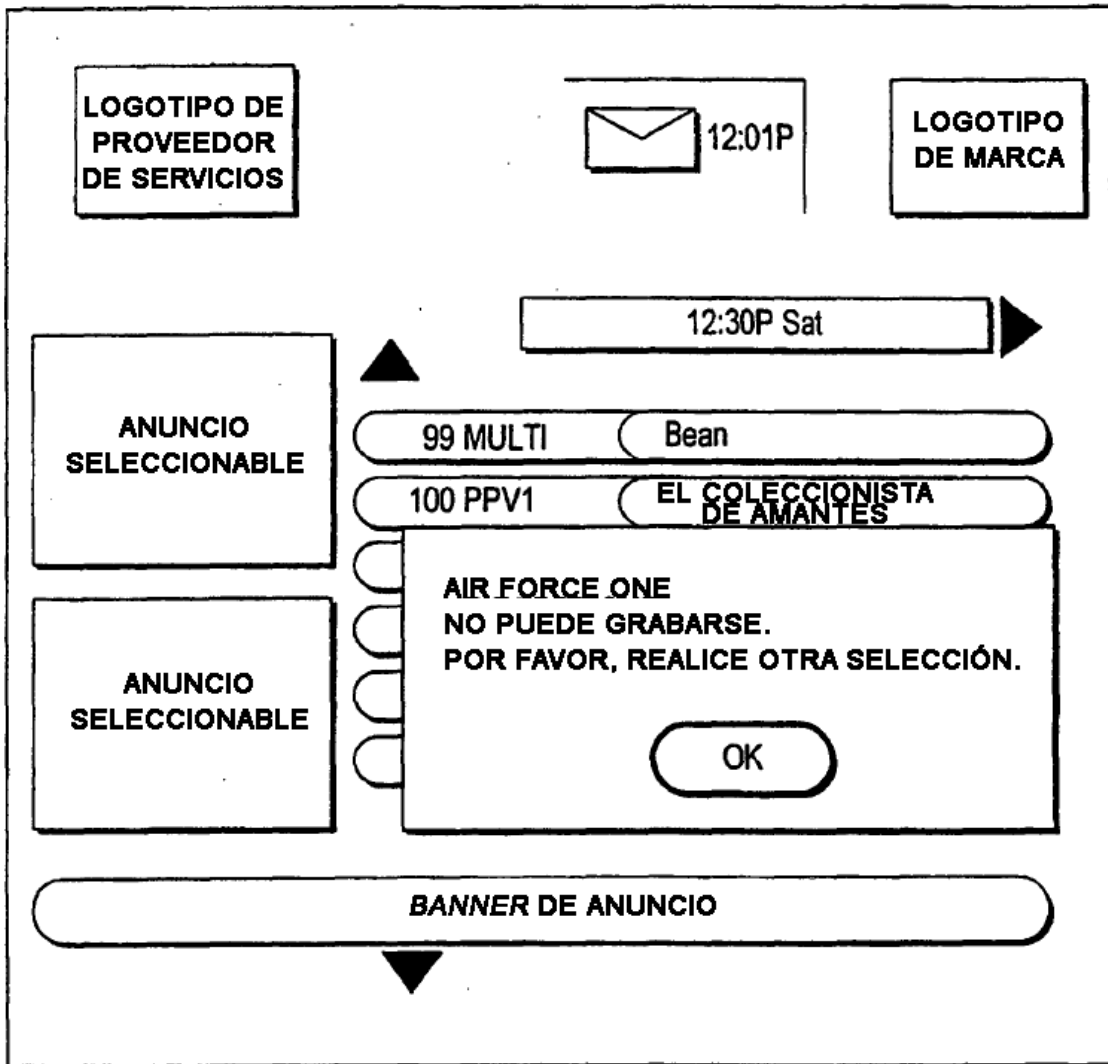 LOGOTIPO DE
PROVEEDOR
DE SERVICIOS
12:01P
LOGOTIPO
DE MARCA
12:30P Sat
ANUNCIO
SELECCIONABLE
99 MULTI
Bean
100 PPV1
EL COLECCIONISTA
DE AMANTES
AIR FORCE ONE
NO PUEDE GRABARSE.
POR FAVOR, REALICE OTRA SELECCIÓN.
OK
ANUNCIO
SELECCIONABLE
BANNER DE ANUNCIO